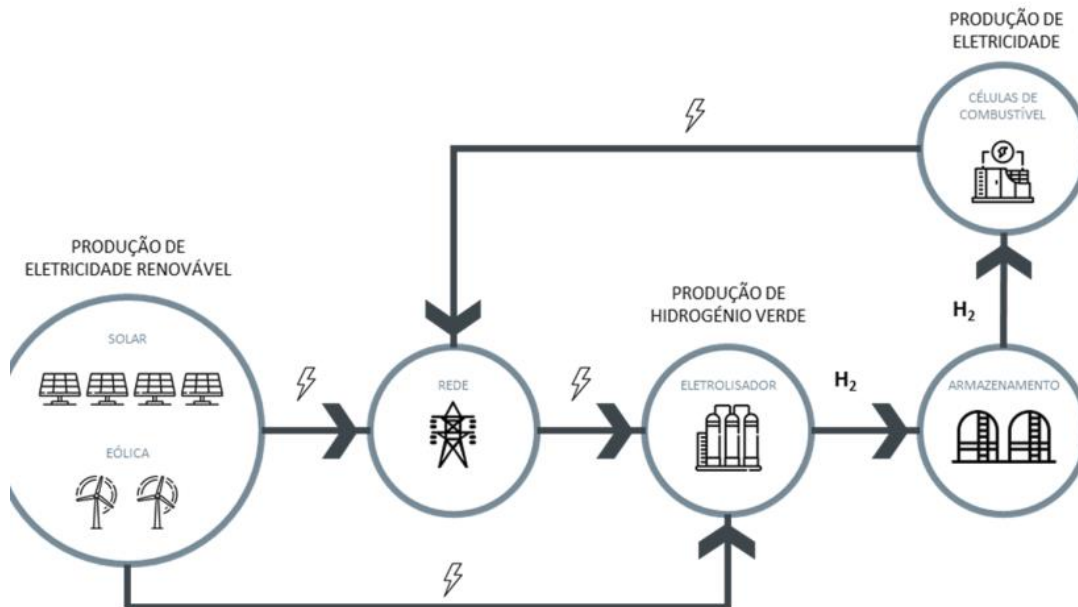 PRODUÇÃO DE
ELETRICIDADE
CÉLULAS DE
COMBUSTÍVEL
PRODUÇÃO DE
ELETRICIDADE RENOVÁVEL
SOLAR
EÓLICA
REDE
PRODUÇÃO DE
HIDROGÉNIO VERDE
ELETROLISADOR
H₂
H₂
ARMAZENAMENTO